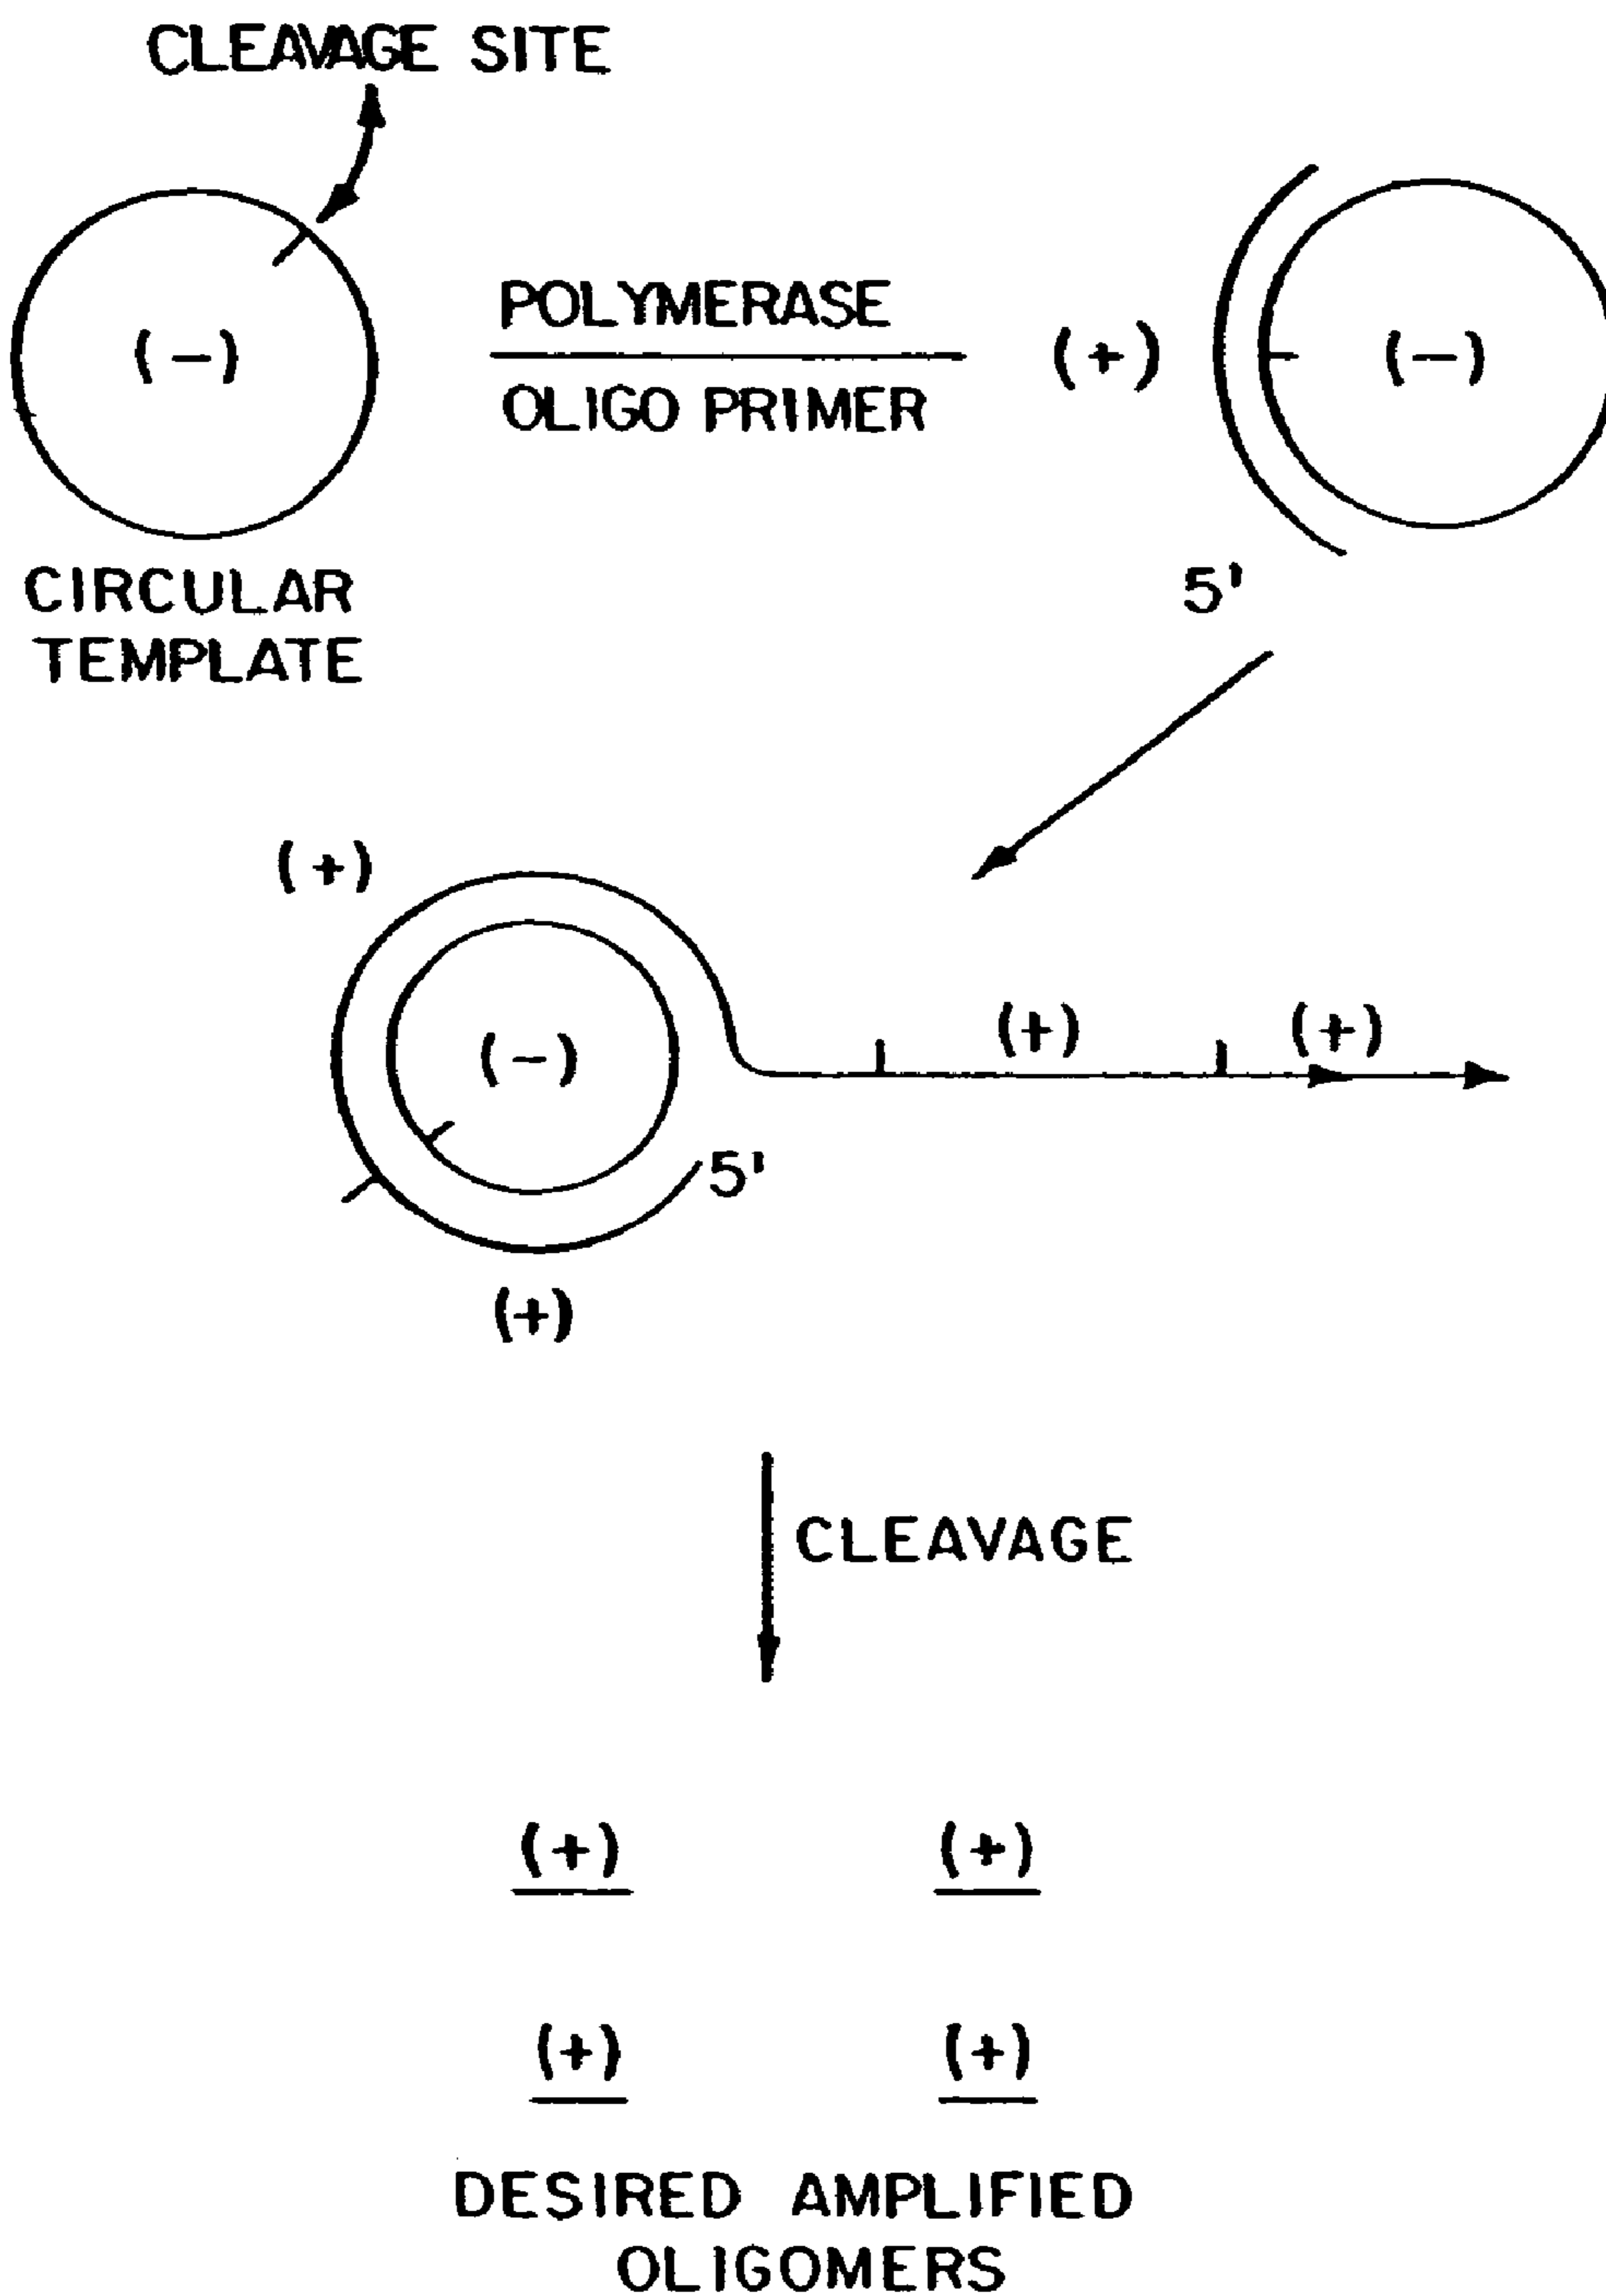 CLEAVAGE SITE
(-)
CIRCULAR
TEMPLATE
POLYMERASE
OLIGO PRIMER
(+)
(-)
5'
(+)
(-)
5'
(+)
(+)
(+)
CLEAVAGE
(+) (+)
(+) (+)
DESIRED AMPLIFIED
OLIGOMERS